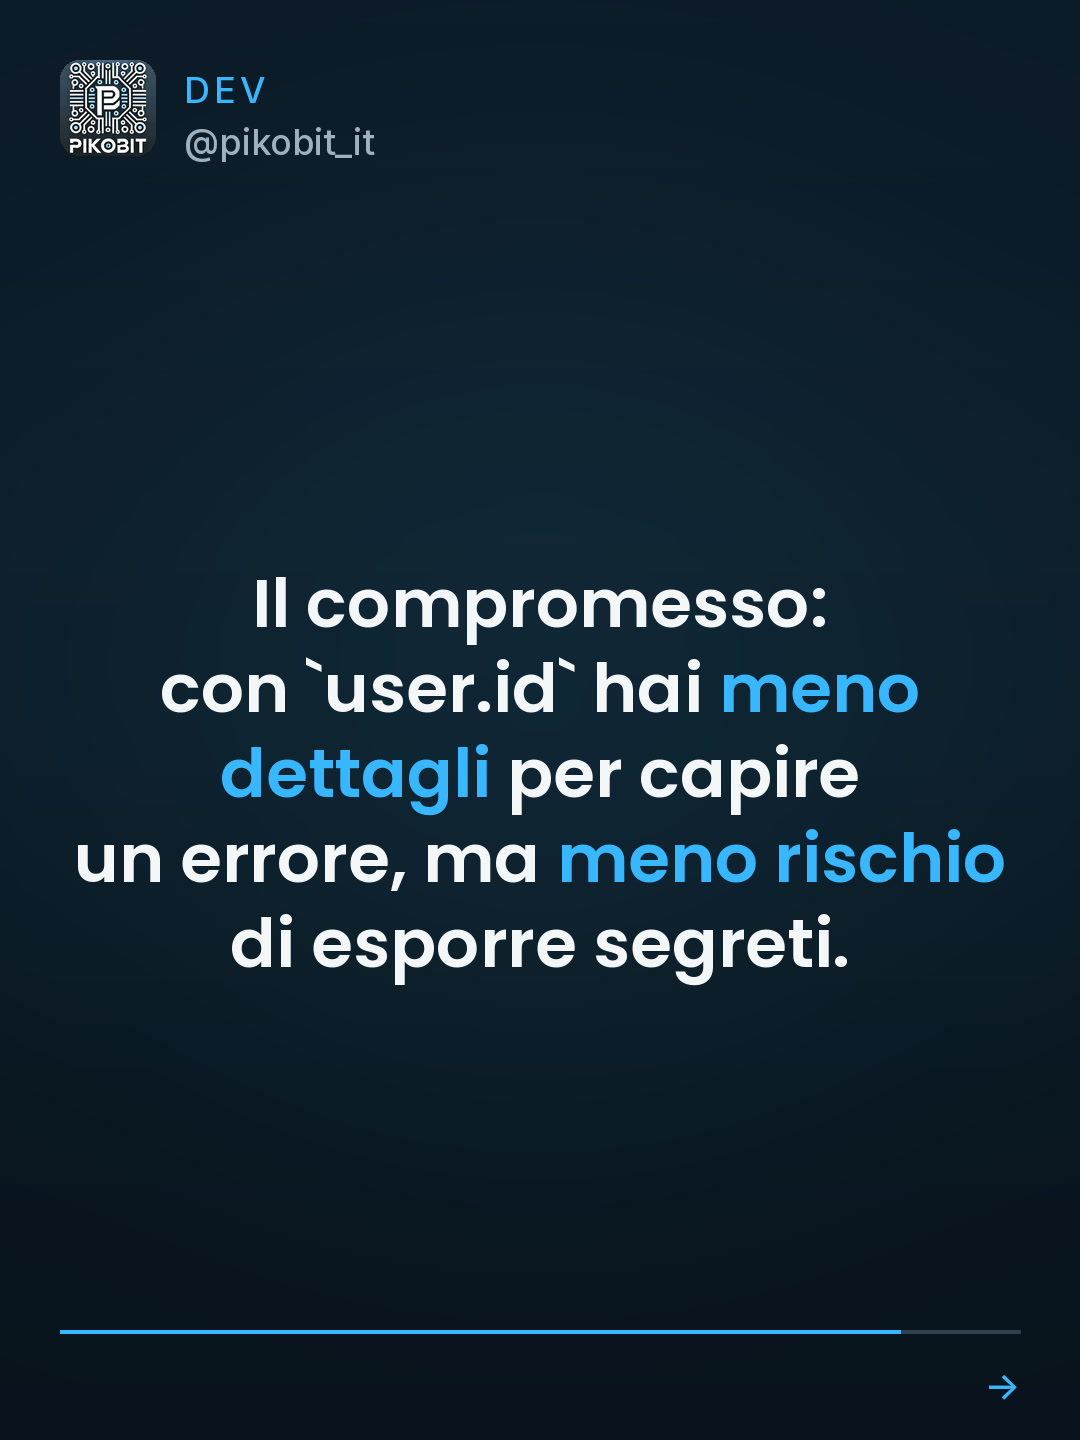 PIKOBIT
DEV
@pikobit_it
Il compromesso:
con `user.id` hai meno
dettagli per capire
un errore, ma meno rischio
di esporre segreti.